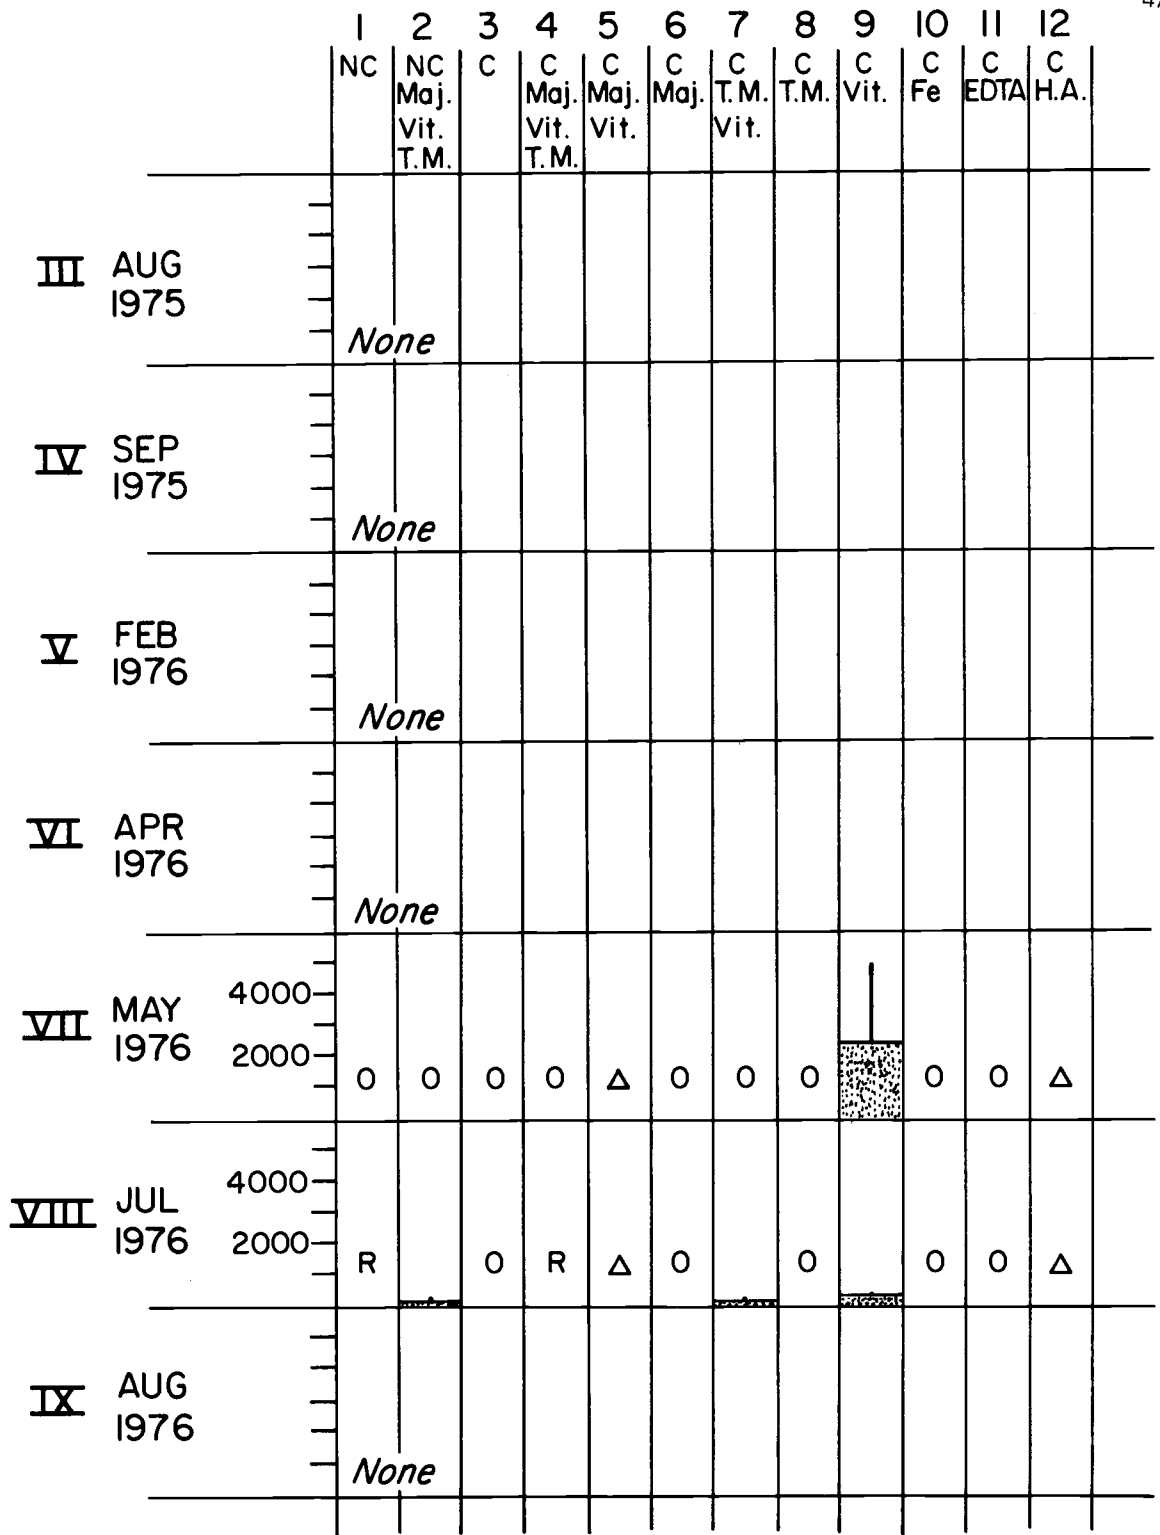 47
1 2 3 4 5 6 7 8 9 10 11 12
NC NC C C C C C C C C C C
Maj. Maj. Maj. Maj. T.M. T.M. Vit. Fe EDTA H.A.
Vit. Vit. Vit. Vit.
T.M. T.M.
III AUG
1975
None
IV SEP
1975
None
V FEB
1976
None
VI APR
1976
None
4000
VII MAY
1976
2000
O O O O Δ O O O O O Δ
4000
VIII JUL
1976
2000
R O R Δ O O O O Δ
IX AUG
1976
None